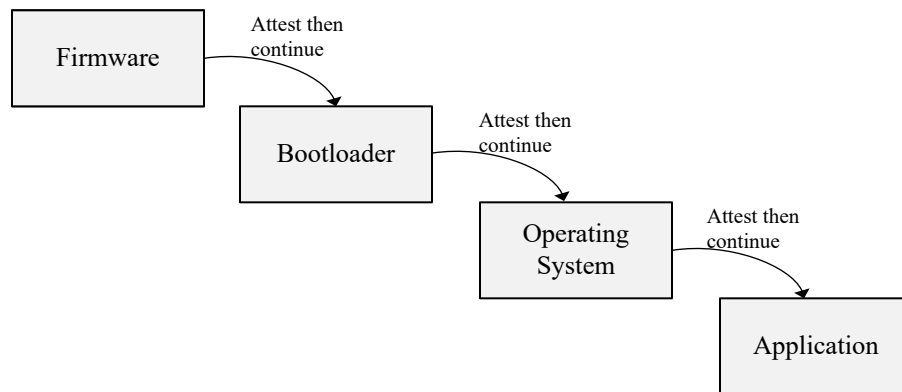 Firmware
Attest then
continue
Bootloader
Attest then
continue
Operating
System
Attest then
continue
Application